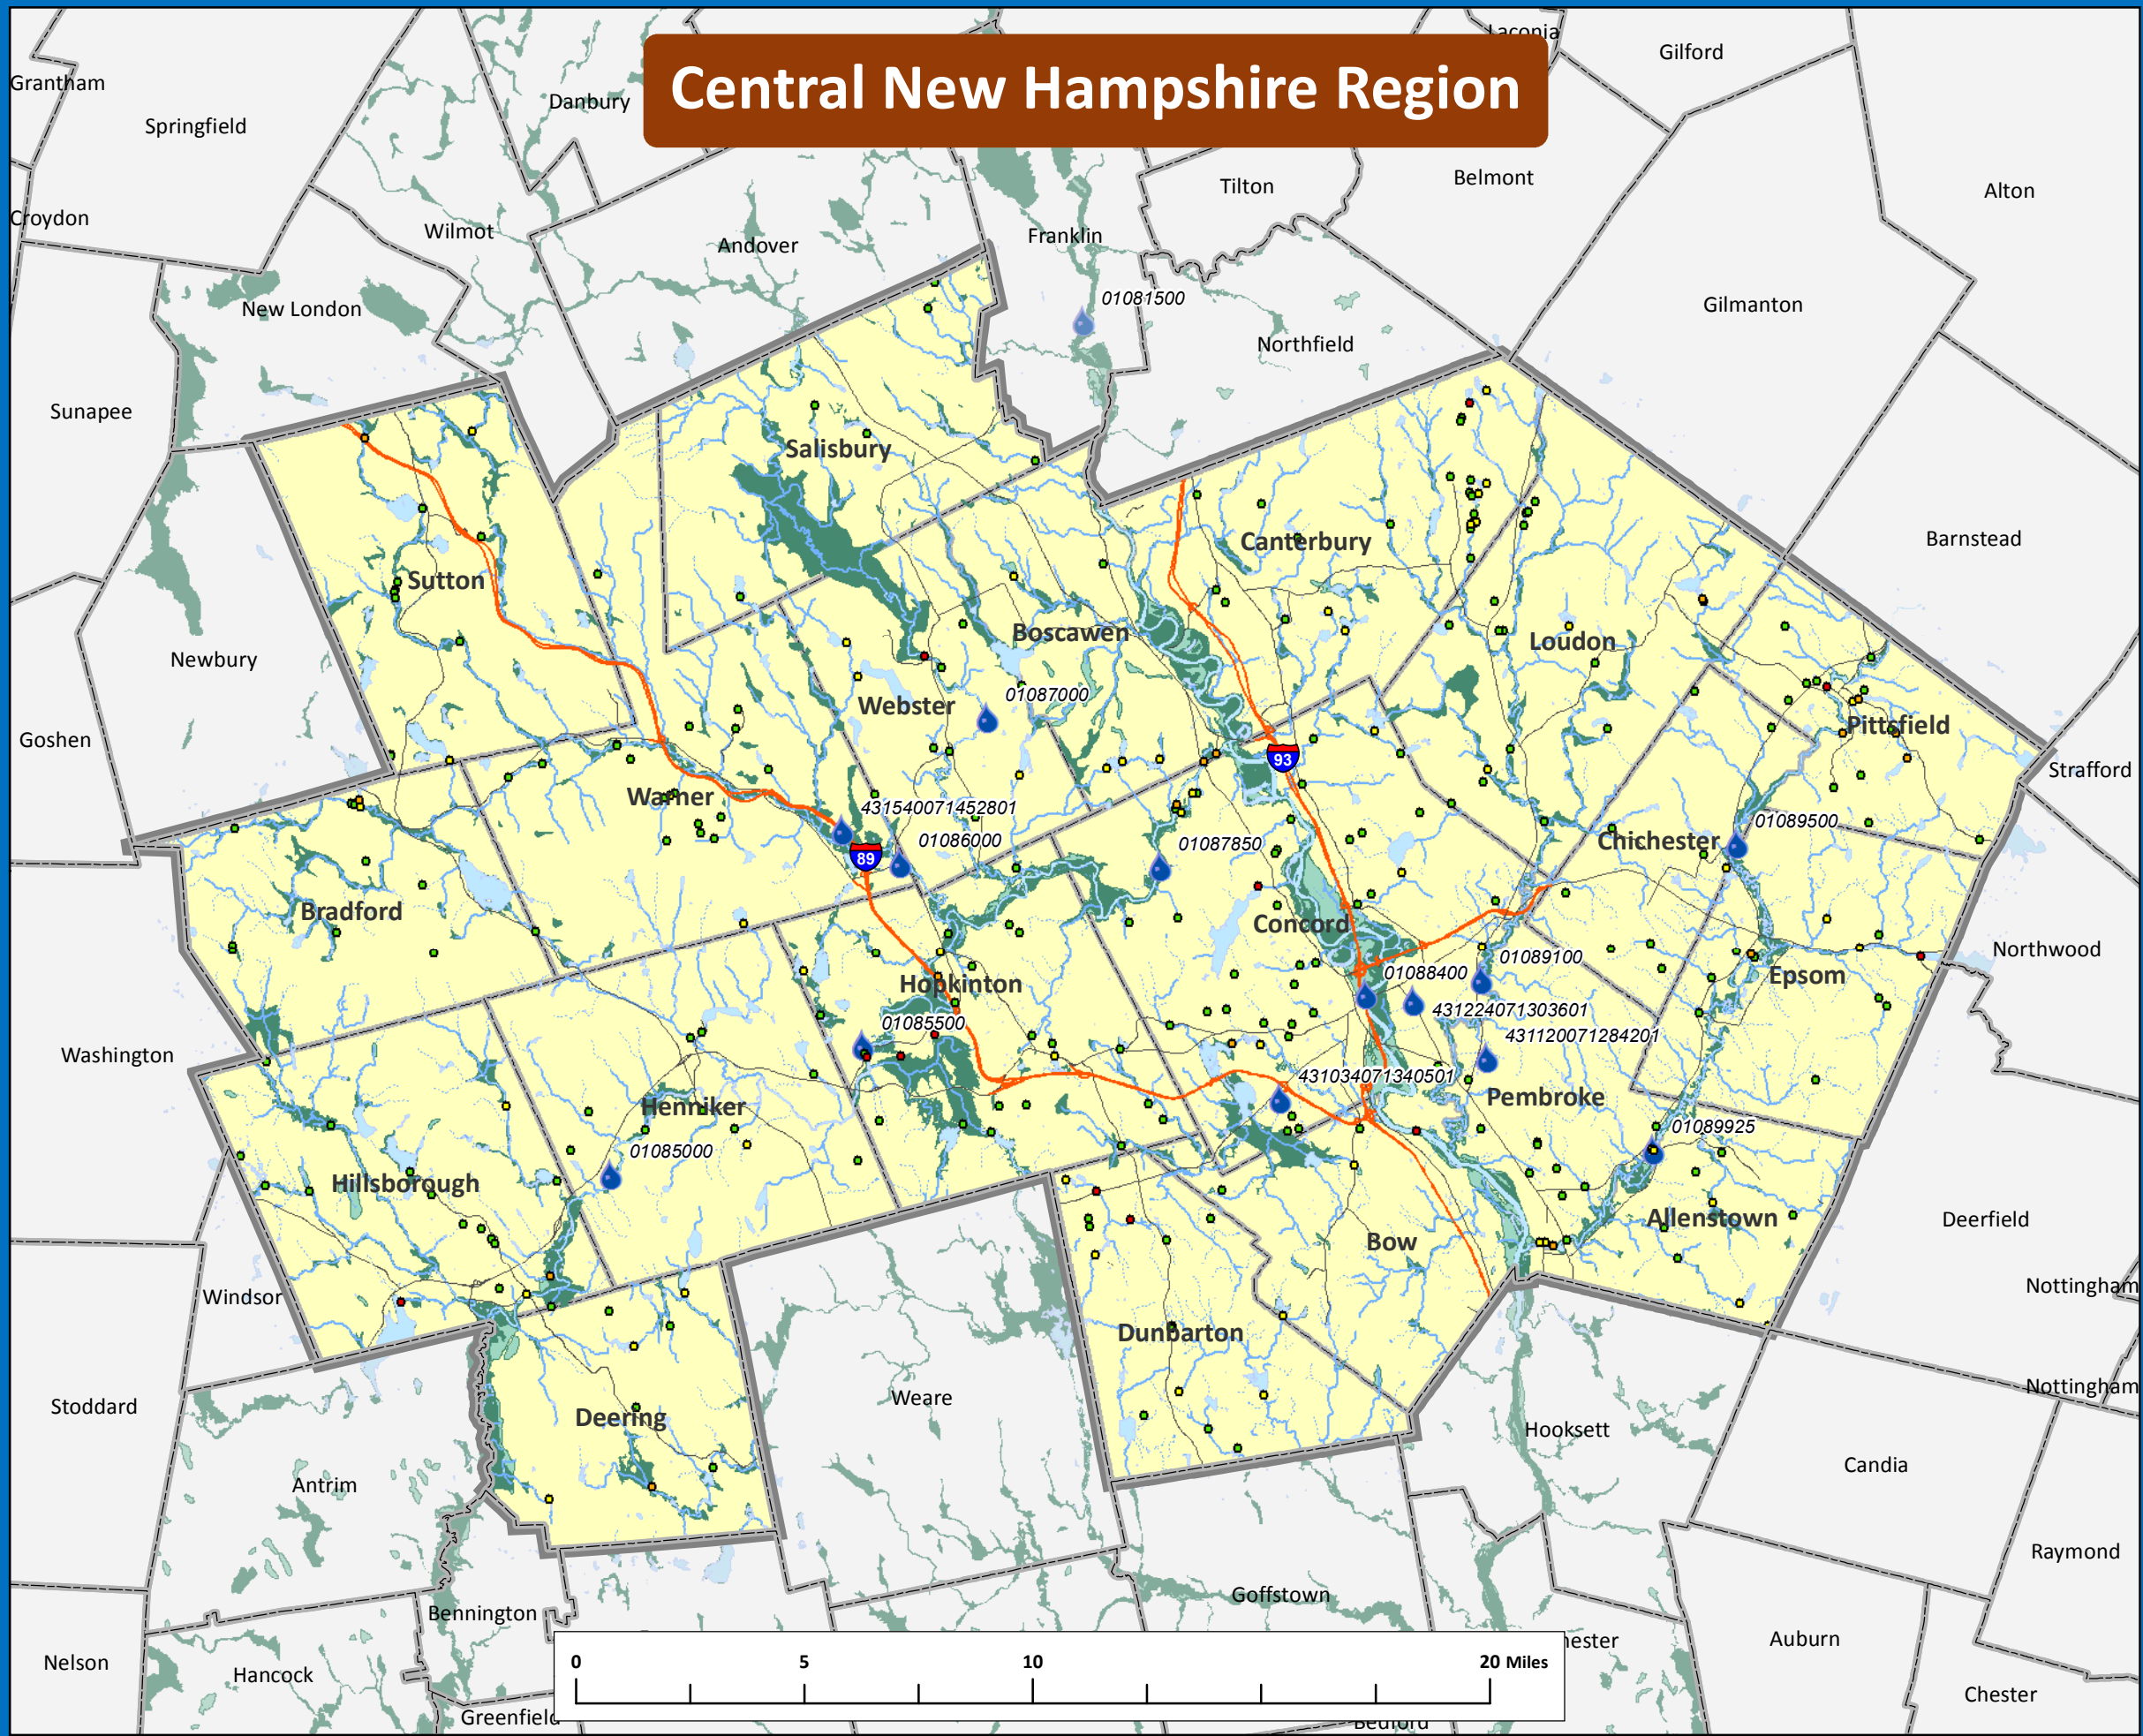 Laconia
Gilford
Central New Hampshire Region
Grantham
Danbury
Springfield
Tilton
Belmont
Alton
Croydon
Wilmot
Andover
Franklin
New London
01081500
Gilmanton
Northfield
Sunapee
Salisbury
Canterbury
Barnstead
Sutton
Boscawen
Loudon
Newbury
01087000
Webster
Pittsfield
Goshen
93
Strafford
Warner
431540071452801
01089500
01086000
01087850
Chichester
89
Bradford
Concord
Northwood
01089100
Hopkinton
01088400
Epsom
431224071303601
01085500
431120071284201
Washington
431034071340501
Henniker
Pembroke
01089925
01085000
Hillsborough
Allenstown
Deerfield
Bow
Nottingham
Windsor
Dunbarton
Nottingham
Weare
Stoddard
Deering
Hooksett
Candia
Antrim
Raymond
Goffstown
Bennington
Auburn
hester
Nelson
Hancock
0 5 10 20 Miles
Chester
Greenfield
Bedford